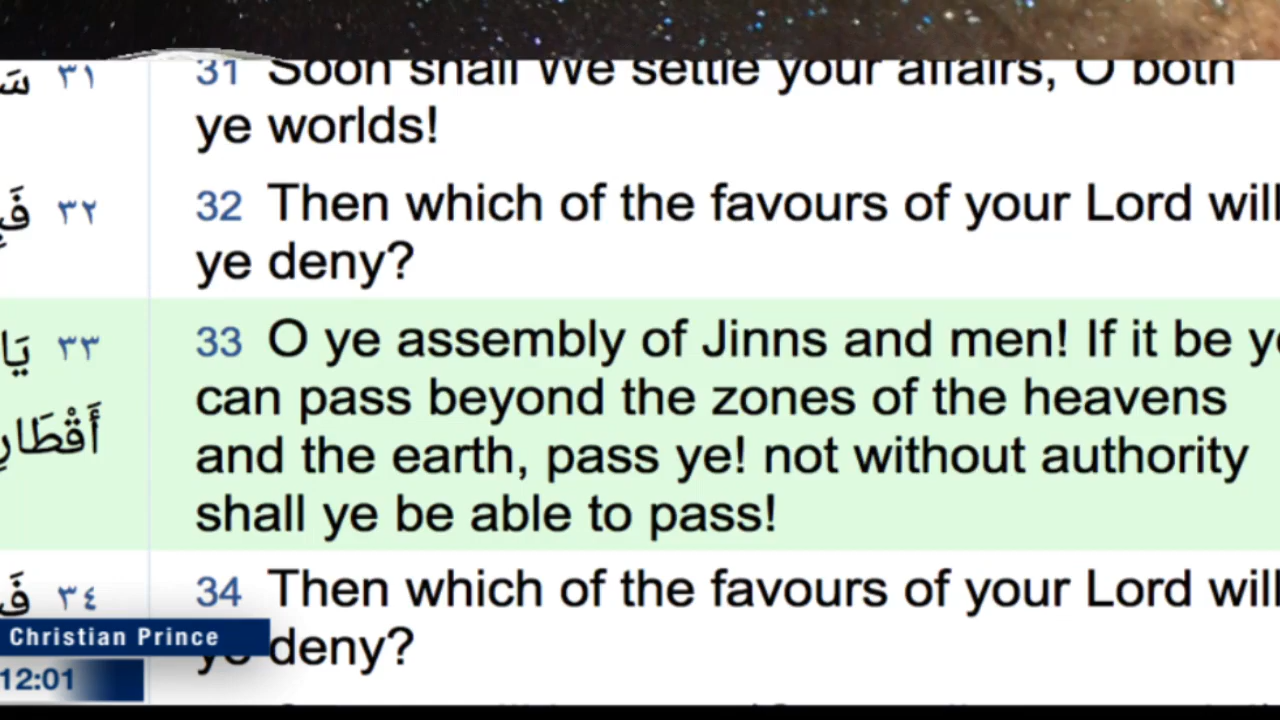 سَ ٣١ 31 Soon shall We settle your affairs, O both
ye worlds!
٣٢ 32 Then which of the favours of your Lord will
ye deny?
يَا ٣٣ 33 O ye assembly of Jinns and men! If it be ye
can pass beyond the zones of the heavens
أَقْطَارِ and the earth, pass ye! not without authority
shall ye be able to pass!
٣٤ 34 Then which of the favours of your Lord will
ye deny?
Christian Prince
12:01